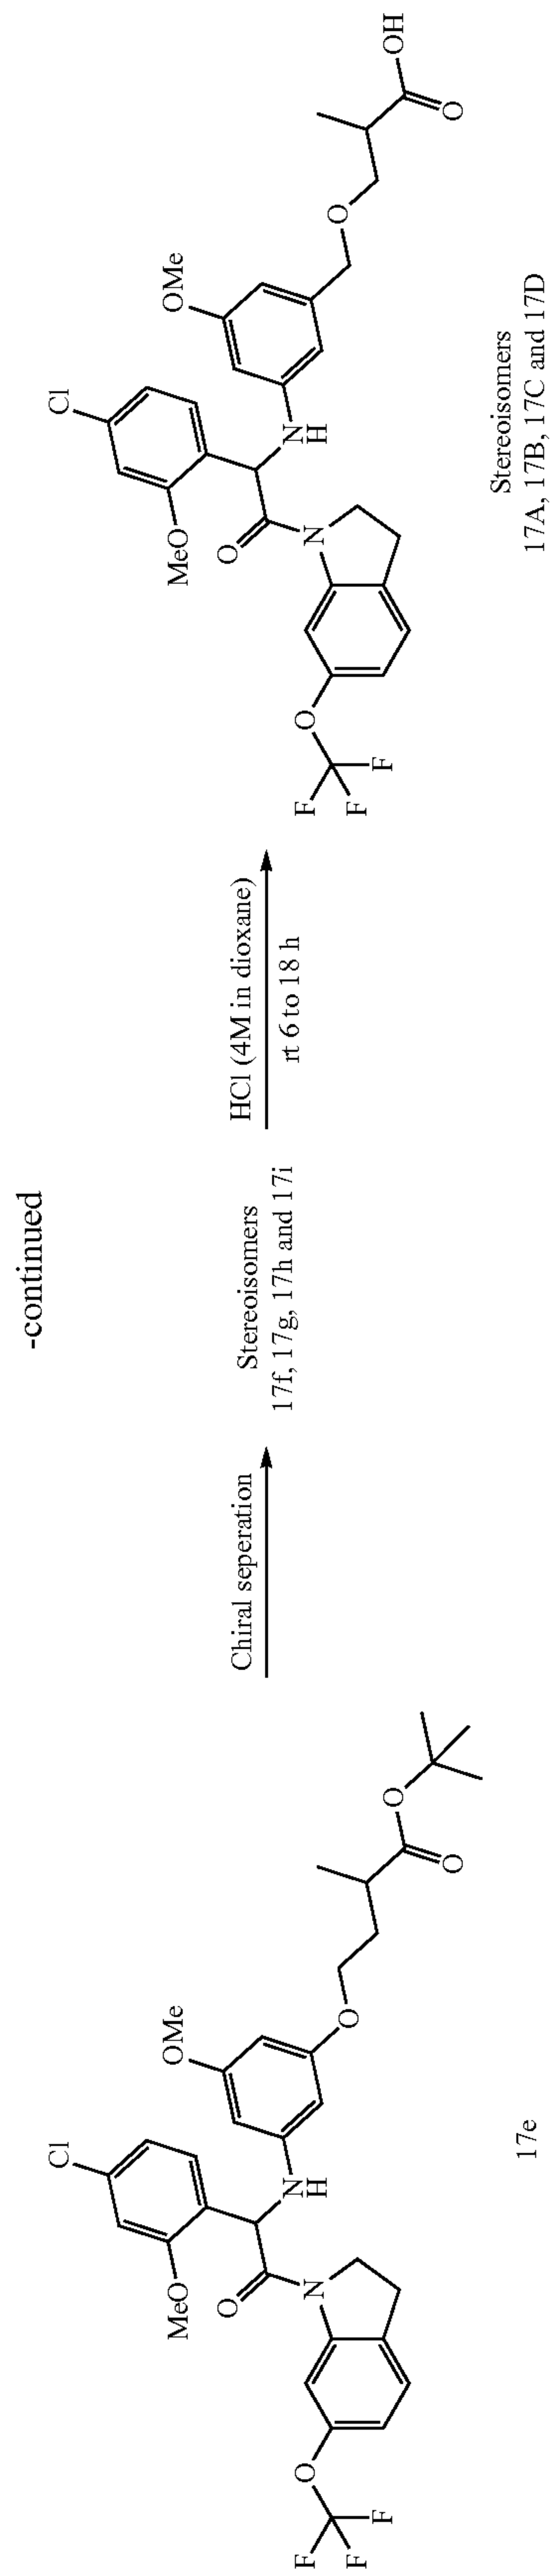 -continued
MeO
Cl
OMe
O
N
H
N
O
F
F
F
O
O
O
17e
Chiral seperation
Stereoisomers
17f, 17g, 17h and 17i
HCl (4M in dioxane)
rt 6 to 18 h
MeO
Cl
OMe
O
N
H
N
O
F
F
F
O
O
OH
Stereoisomers
17A, 17B, 17C and 17D